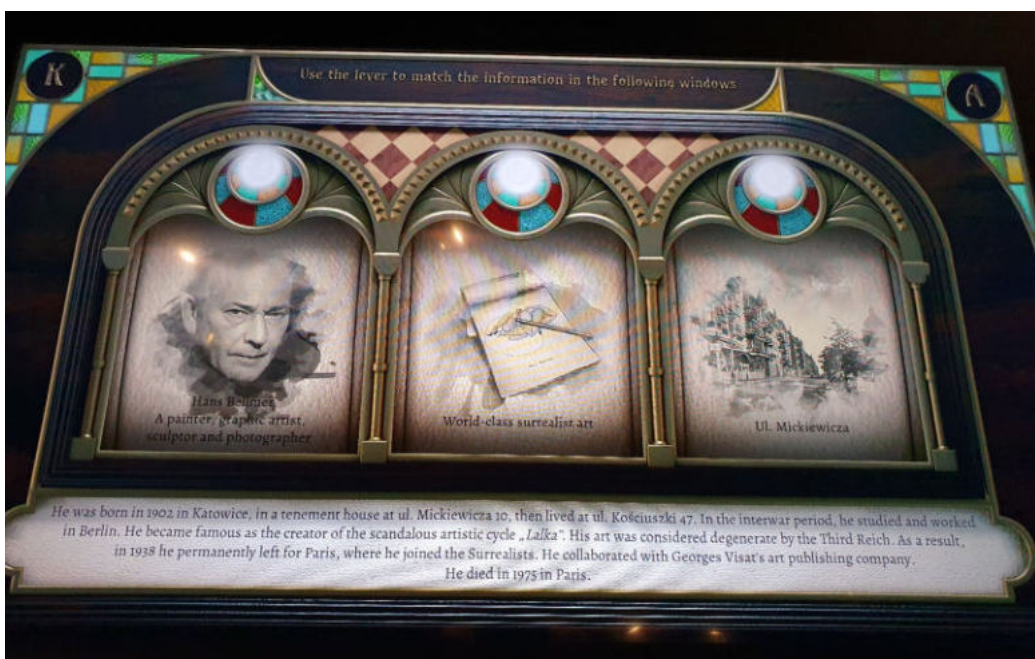 K
Use the lever to match the information in the following windows
A
Hans Bellmer
A painter, graphic artist,
sculptor and photographer
World-class surrealist art
Ul. Mickiewicza
He was born in 1902 in Katowice, in a tenement house at ul. Mickiewicza 10, then lived at ul. Kościuszki 47. In the interwar period, he studied and worked
in Berlin. He became famous as the creator of the scandalous artistic cycle „Lalka”. His art was considered degenerate by the Third Reich. As a result,
in 1938 he permanently left for Paris, where he joined the Surrealists. He collaborated with Georges Visat's art publishing company.
He died in 1975 in Paris.